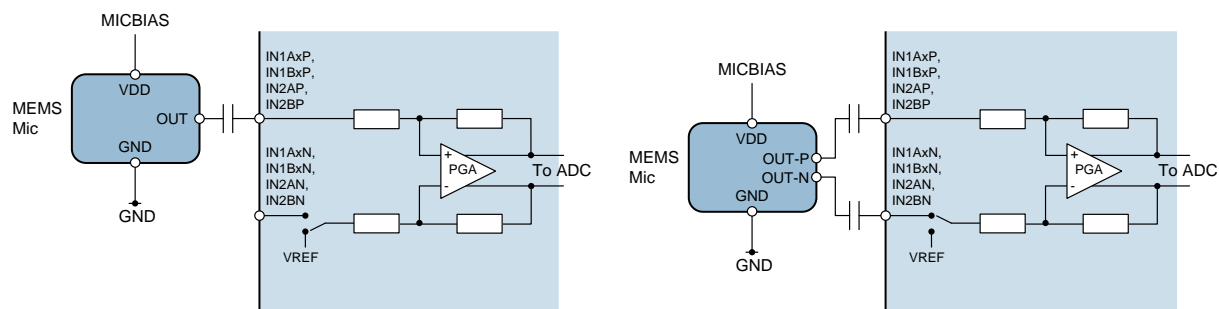 MICBIAS
VDD
MEMS
Mic
OUT
GND
GND
IN1AxP,
IN1BxP,
IN2AP,
IN2BP
IN1AxN,
IN1BxN,
IN2AN,
IN2BN
VREF
+
PGA
-
To ADC
MICBIAS
VDD
MEMS
Mic
OUT-P
OUT-N
GND
GND
IN1AxP,
IN1BxP,
IN2AP,
IN2BP
IN1AxN,
IN1BxN,
IN2AN,
IN2BN
VREF
+
PGA
-
To ADC